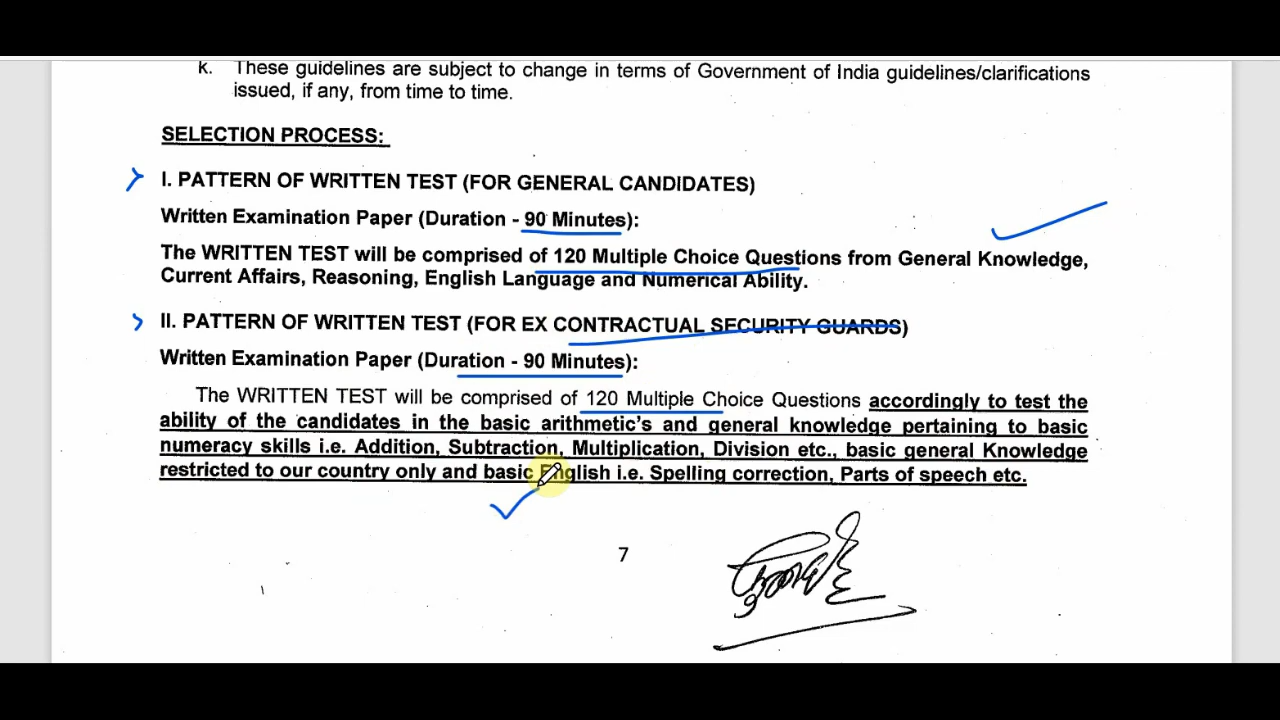 K. These guidelines are subject to change in terms of Government of India guidelines/clarifications
issued, if any, from time to time.
SELECTION PROCESS:
I. PATTERN OF WRITTEN TEST (FOR GENERAL CANDIDATES)
Written Examination Paper (Duration - 90 Minutes):
The WRITTEN TEST will be comprised of 120 Multiple Choice Questions from General Knowledge,
Current Affairs, Reasoning, English Language and Numerical Ability.
II. PATTERN OF WRITTEN TEST (FOR EX CONTRACTUAL SECURITY GUARDS)
Written Examination Paper (Duration - 90 Minutes):
The WRITTEN TEST will be comprised of 120 Multiple Choice Questions accordingly to test the
ability of the candidates in the basic arithmetic's and general knowledge pertaining to basic
numeracy skills i.e. Addition, Subtraction, Multiplication, Division etc., basic general Knowledge
restricted to our country only and basic English i.e. Spelling correction, Parts of speech etc.
7